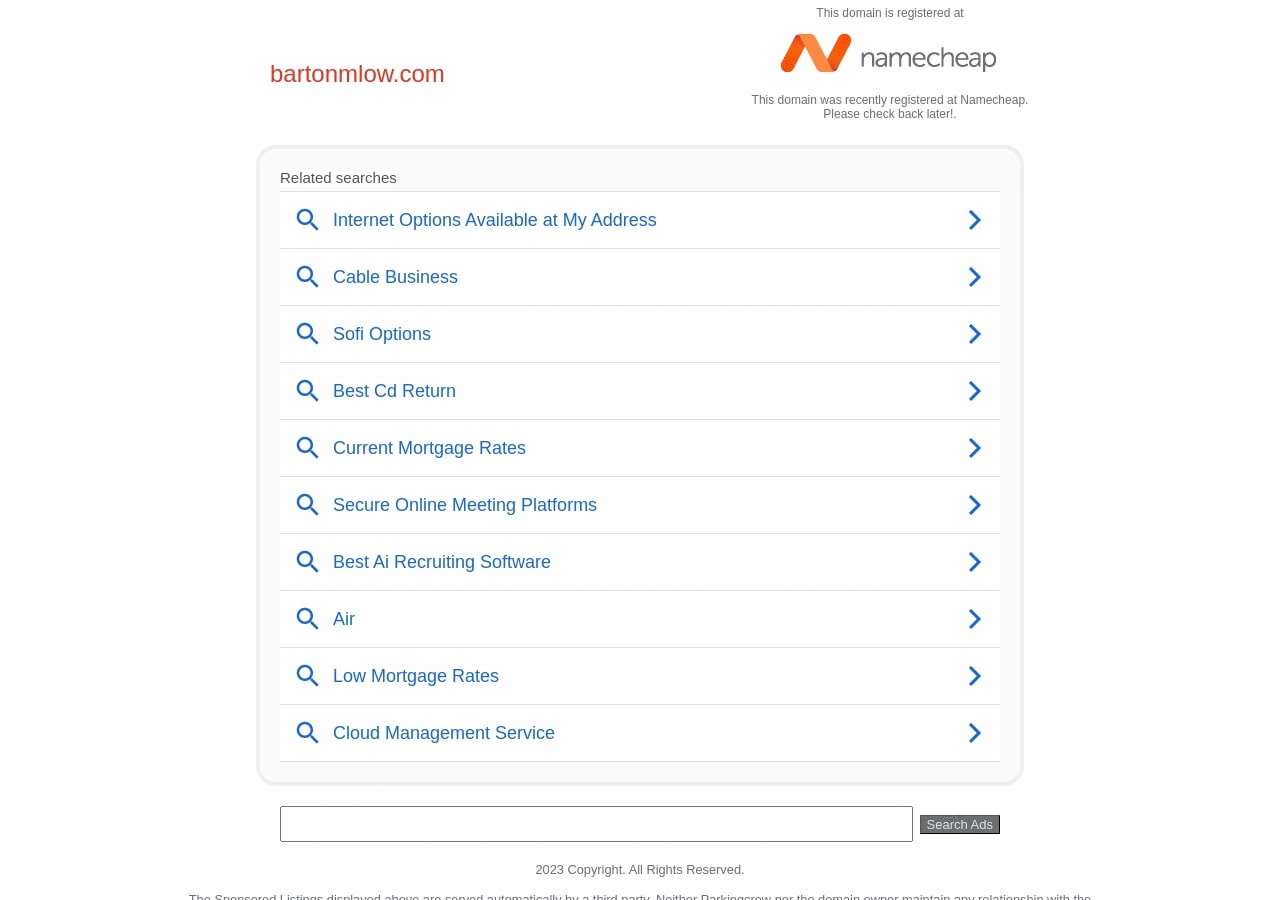 This domain is registered at
namecheap
bartonmlow.com
This domain was recently registered at Namecheap.
Please check back later!.
Related searches
Internet Options Available at My Address
Cable Business
Sofi Options
Best Cd Return
Current Mortgage Rates
Secure Online Meeting Platforms
Best Ai Recruiting Software
Air
Low Mortgage Rates
Cloud Management Service
Search Ads
2023 Copyright. All Rights Reserved.
The Sponsored Listings displayed above are served automatically by a third party. Neither Parkingcrew nor the domain owner maintain any relationship with the